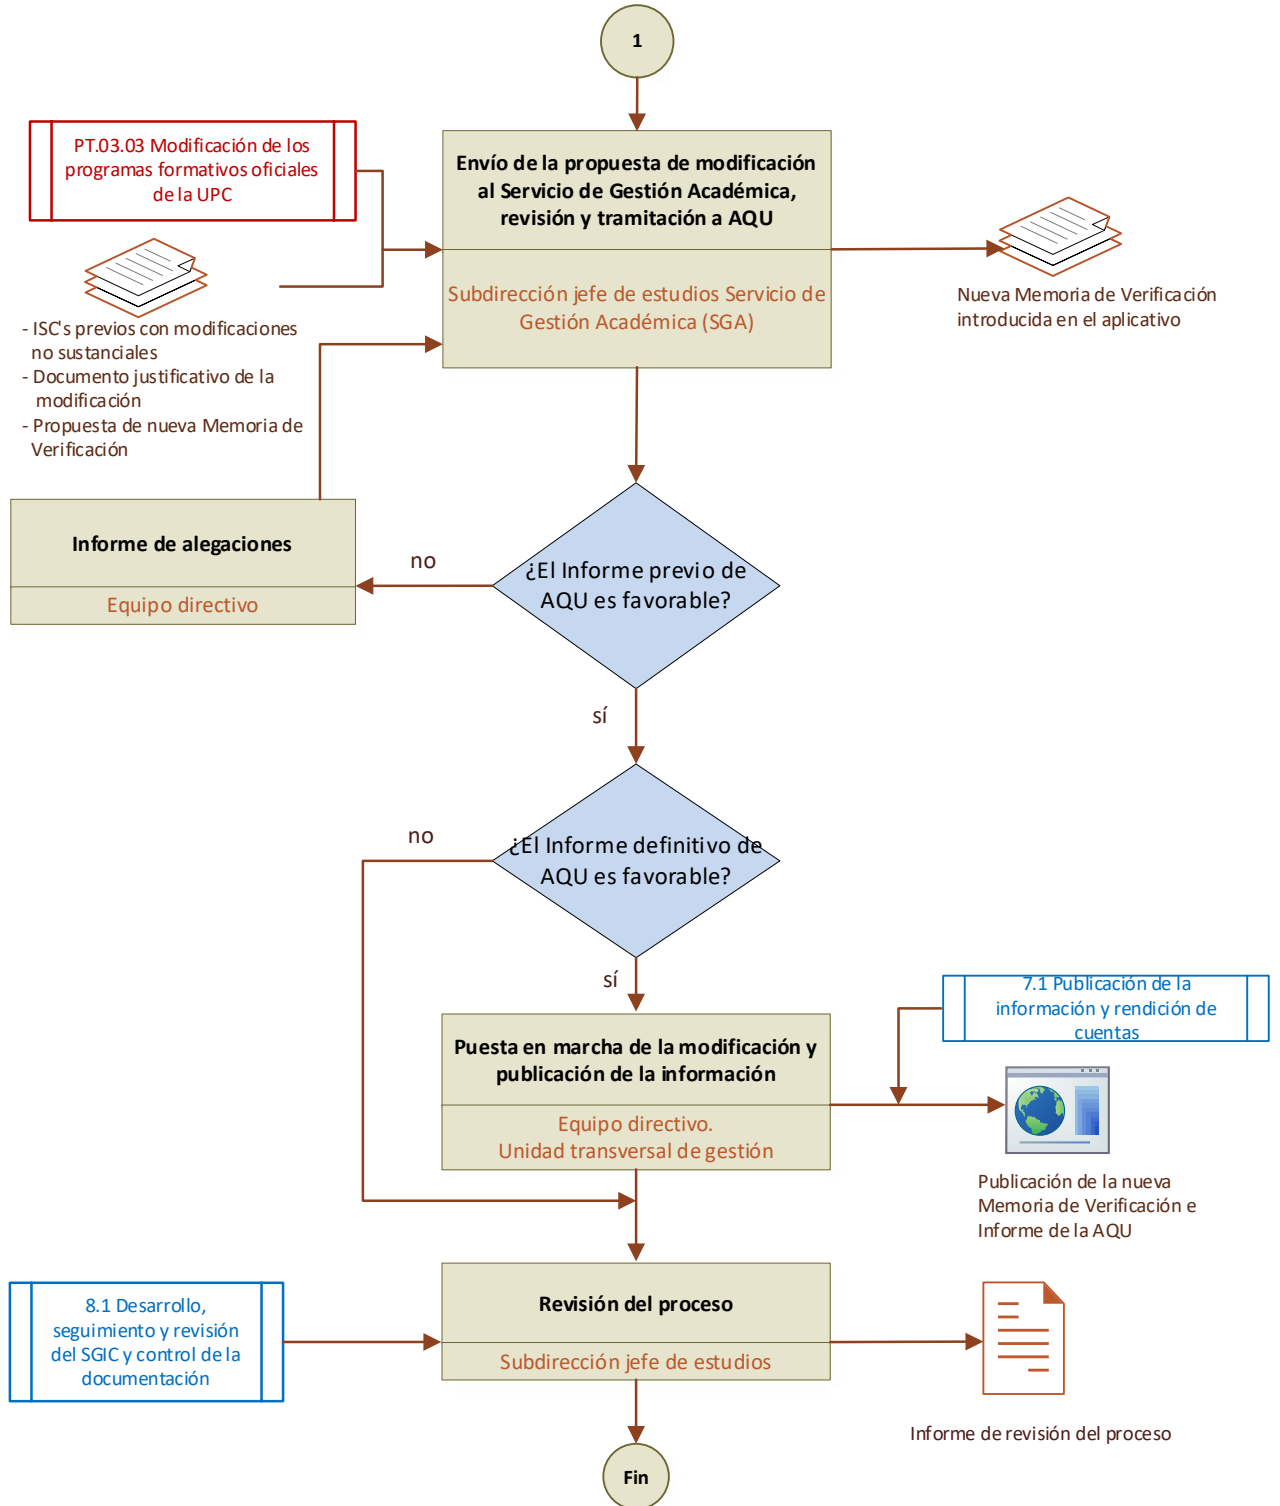 1
PT.03.03 Modificación de los
programas formativos oficiales
de la UPC
Envío de la propuesta de modificación
al Servicio de Gestión Académica,
revisión y tramitación a AQU
Subdirección jefe de estudios Servicio de
Gestión Académica (SGA)
Nueva Memoria de Verificación
introducida en el aplicativo
- ISC's previos con modificaciones
no sustanciales
- Documento justificativo de la
modificación
- Propuesta de nueva Memoria de
Verificación
Informe de alegaciones
Equipo directivo
no
¿El Informe previo de
AQU es favorable?
sí
no
¿El Informe definitivo de
AQU es favorable?
sí
7.1 Publicación de la
información y rendición de
cuentas
Puesta en marcha de la modificación y
publicación de la información
Equipo directivo.
Unidad transversal de gestión
Publicación de la nueva
Memoria de Verificación e
Informe de la AQU
8.1 Desarrollo,
seguimiento y revisión
del SGIC y control de la
documentación
Revisión del proceso
Subdirección jefe de estudios
Informe de revisión del proceso
Fin